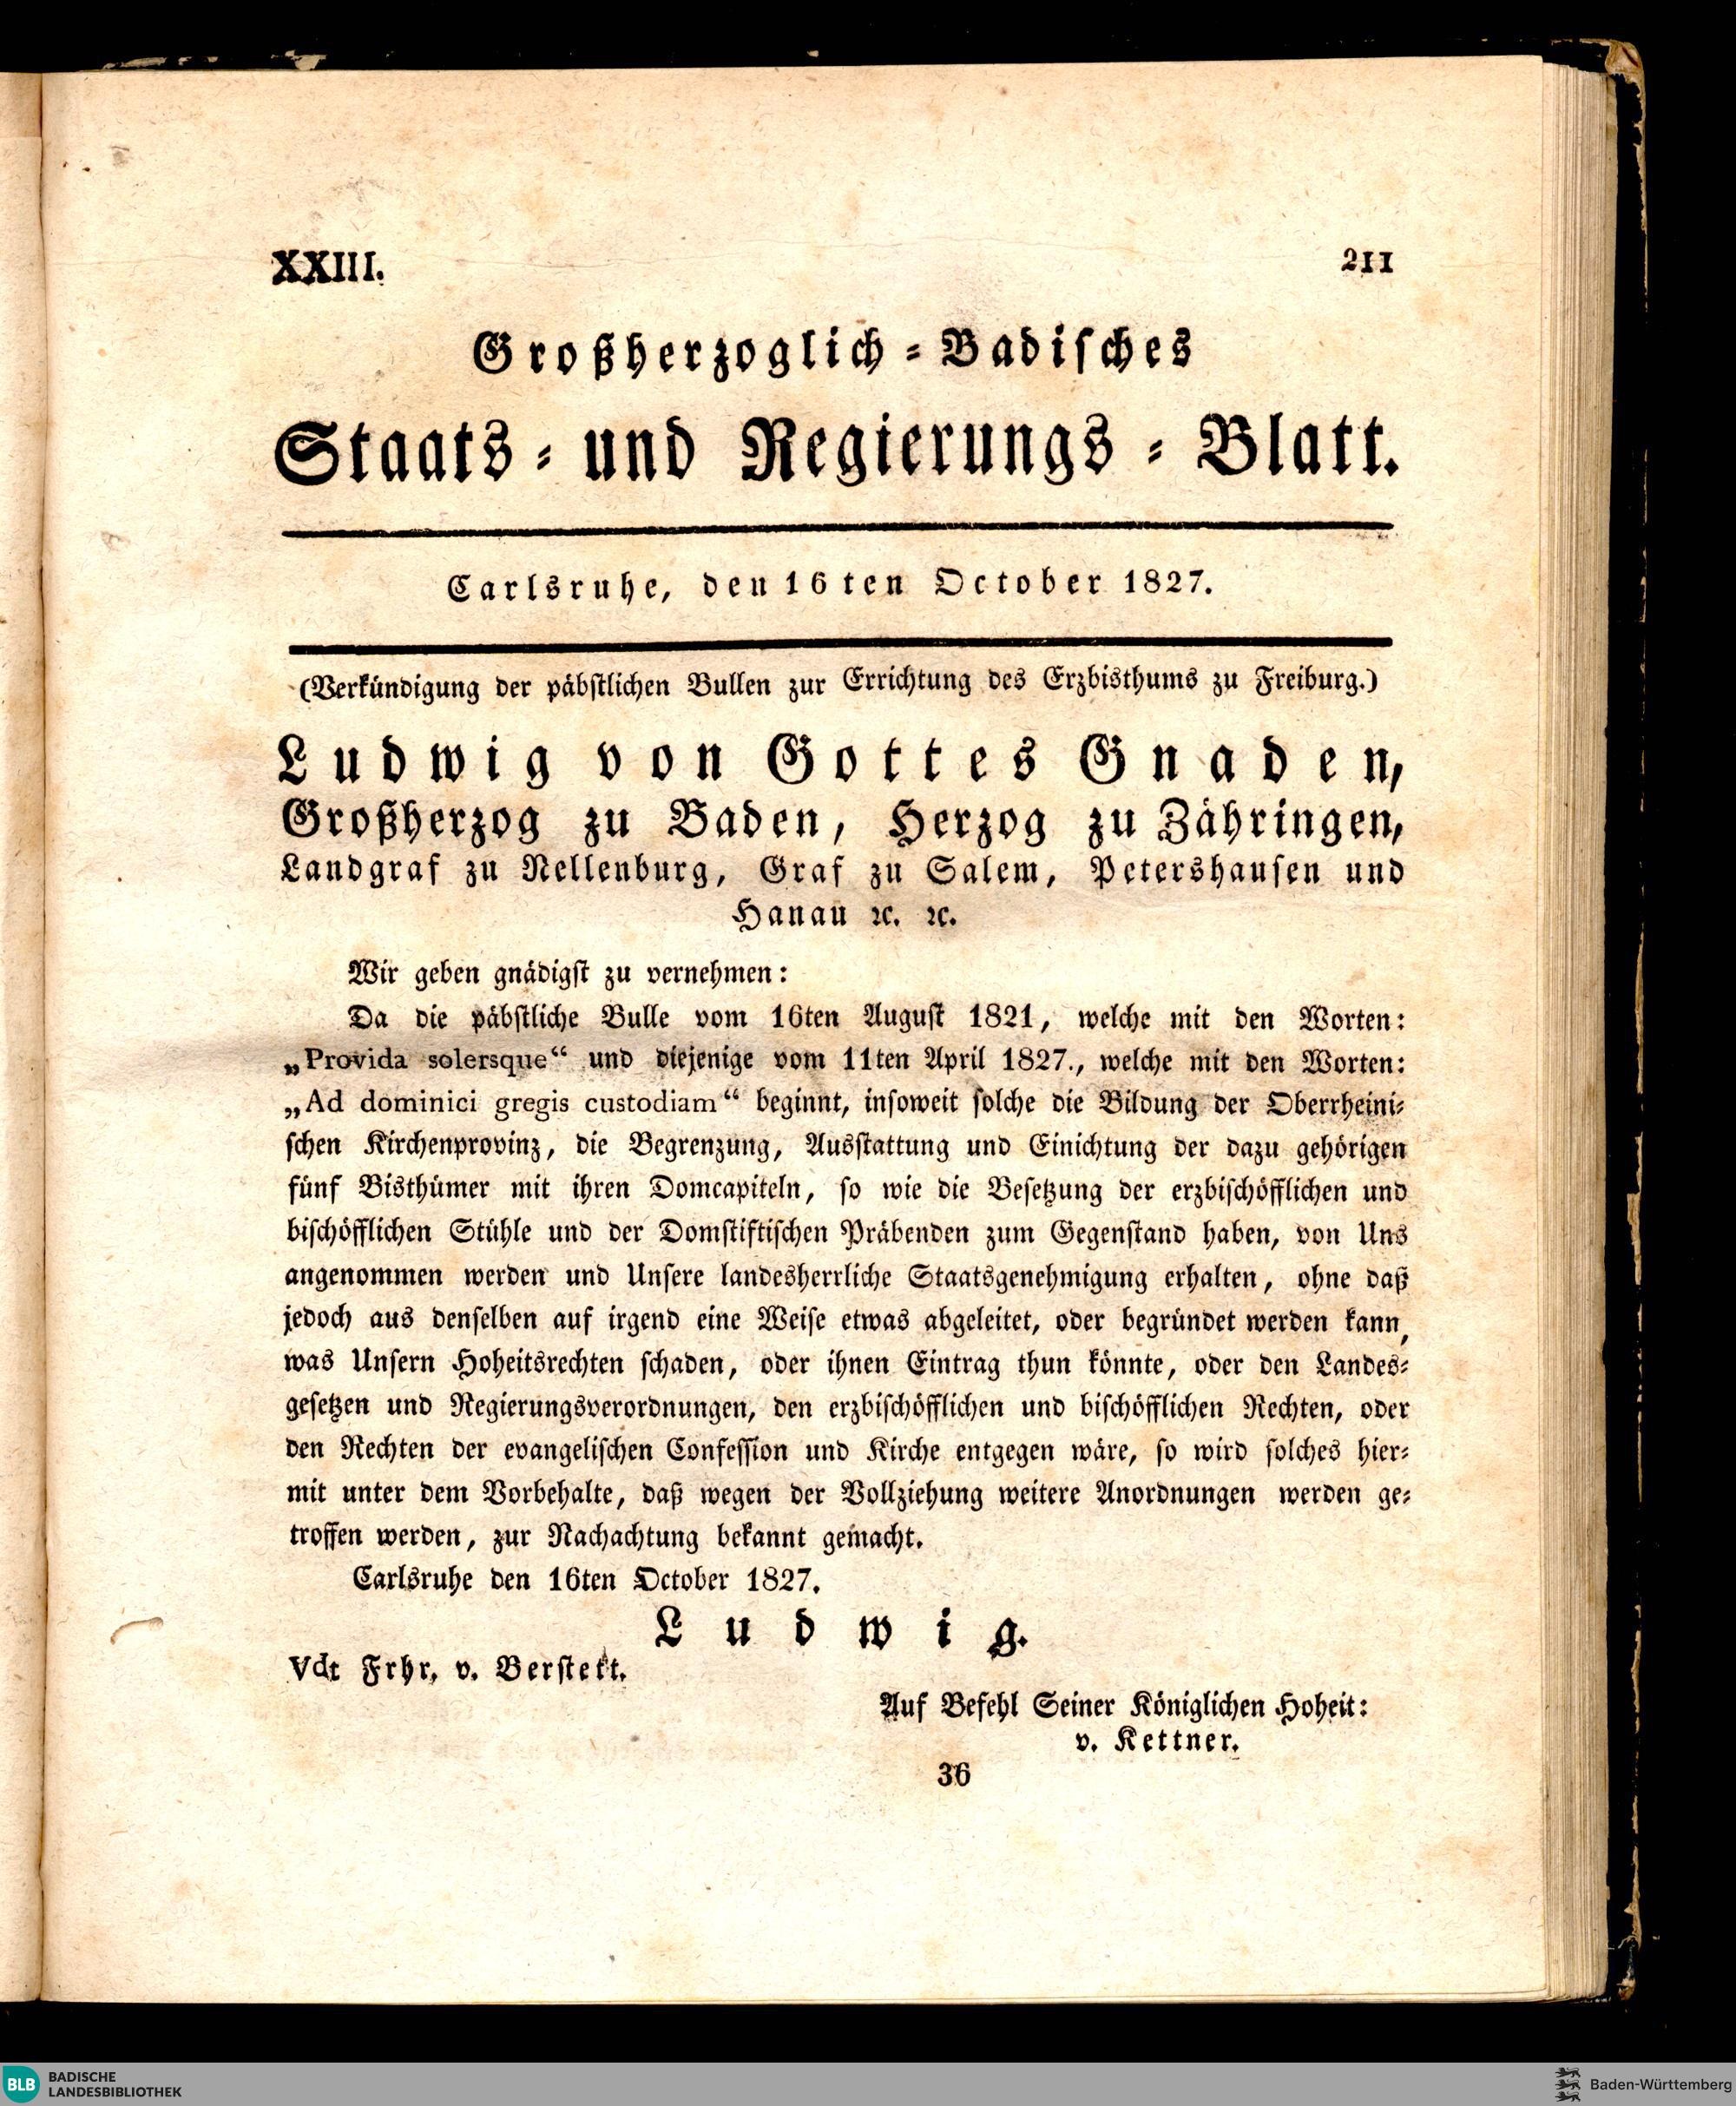 XXIII.
211
Großherzoglich-Badisches
Staats- und Regierungs-Blatt.
Carlsruhe, den 16ten October 1827.
(Verkündigung der päbstlichen Bullen zur Errichtung des Erzbisthums zu Freiburg.)
Ludwig von Gottes Gnaden,
Großherzog zu Baden, Herzog zu Zähringen,
Landgraf zu Nellenburg, Graf zu Salem, Petershausen und
Hanau ꝛc. ꝛc.
Wir geben gnädigst zu vernehmen:
Da die päbstliche Bulle vom 16ten August 1821, welche mit den Worten:
„Provida solersque“ und diejenige vom 11ten April 1827., welche mit den Worten:
„Ad dominici gregis custodiam“ beginnt, insoweit solche die Bildung der Oberrheini-
schen Kirchenprovinz, die Begrenzung, Ausstattung und Einichtung der dazu gehörigen
fünf Bisthümer mit ihren Domcapiteln, so wie die Besetzung der erzbischöfflichen und
bischöfflichen Stühle und der Domstiftischen Präbenden zum Gegenstand haben, von Uns
angenommen werden und Unsere landesherrliche Staatsgenehmigung erhalten, ohne daß
jedoch aus denselben auf irgend eine Weise etwas abgeleitet, oder begründet werden kann,
was Unsern Hoheitsrechten schaden, oder ihnen Eintrag thun könnte, oder den Landes-
gesetzen und Regierungsverordnungen, den erzbischöfflichen und bischöfflichen Rechten, oder
den Rechten der evangelischen Confession und Kirche entgegen wäre, so wird solches hier-
mit unter dem Vorbehalte, daß wegen der Vollziehung weitere Anordnungen werden ge-
troffen werden, zur Nachachtung bekannt gemacht.
Carlsruhe den 16ten October 1827.
Ludwig.
Vdt Frhr. v. Berstett.
Auf Befehl Seiner Königlichen Hoheit:
v. Kettner.
36
BLB BADISCHE
LANDESBIBLIOTHEK
Baden-Württemberg